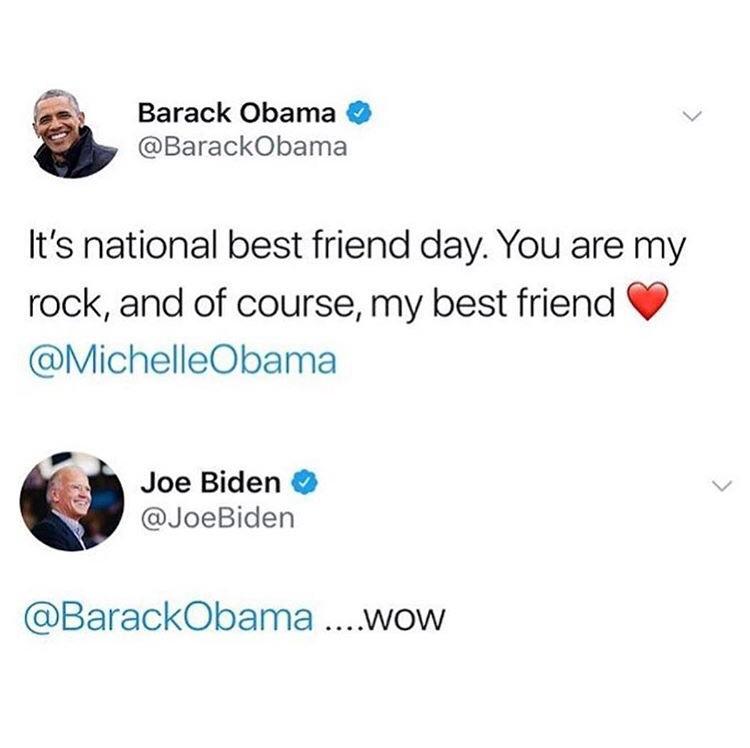 Barack Obama
@BarackObama
It's national best friend day. You are my
rock, and of course, my best friend ❤️
@MichelleObama
Joe Biden
@JoeBiden
@BarackObama ....wow